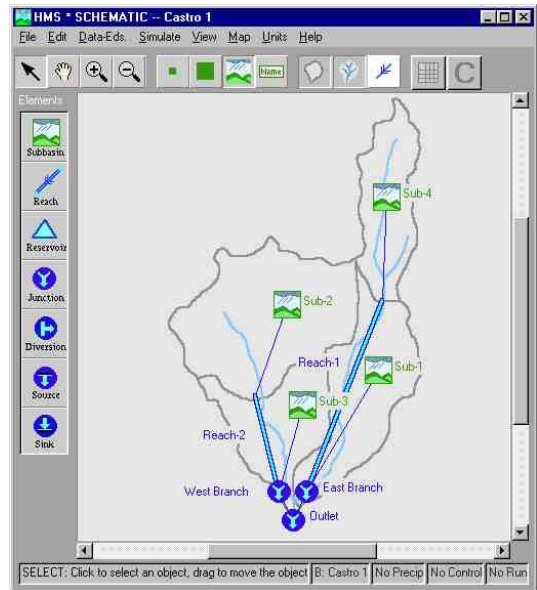 HMS * SCHEMATIC -- Castro 1
File Edit Data-Eds. Simulate View Map Units Help
Name
C
Elements
Subbasin
Reach
Reservoir
Junction
Diversion
Source
Sink
Sub-4
Sub-2
Reach-1
Sub-1
Sub-3
Reach-2
West Branch
East Branch
Outlet
SELECT: Click to select an object, drag to move the object B: Castro 1 No Precip No Control No Run